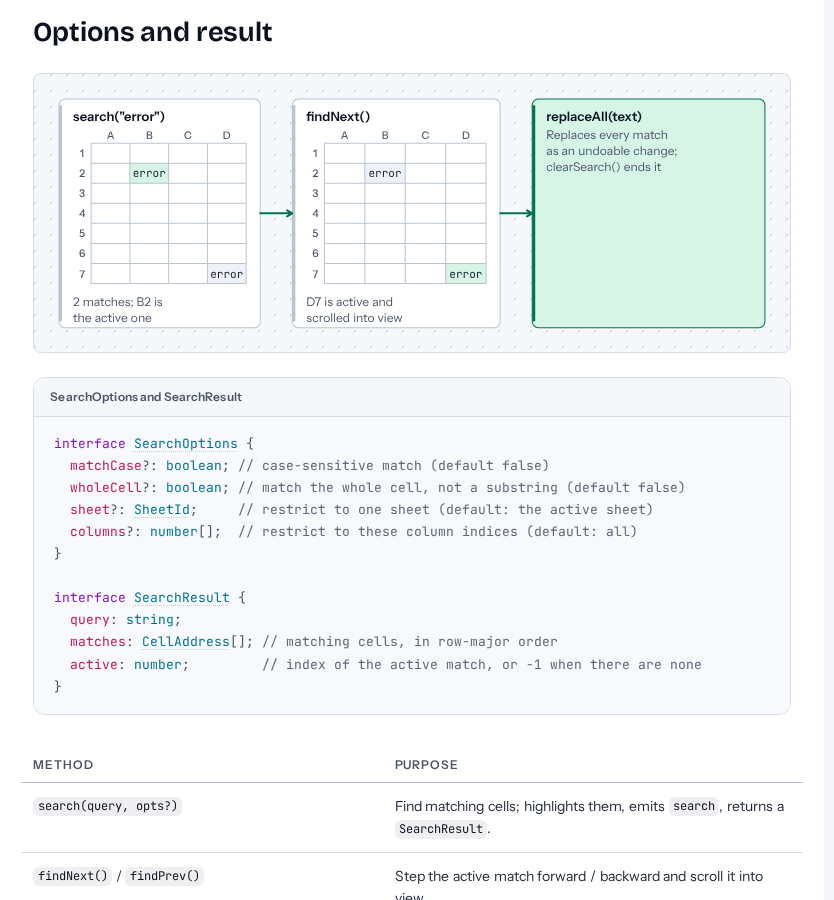 Options and result
search("error")
A B C D
1
2 error
3
4
5
6
7 error
2 matches; B2 is
the active one
findNext()
A B C D
1
2 error
3
4
5
6
7 error
D7 is active and
scrolled into view
replaceAll(text)
Replaces every match
as an undoable change;
clearSearch() ends it
SearchOptions and SearchResult
interface SearchOptions {
  matchCase?: boolean; // case-sensitive match (default false)
  wholeCell?: boolean; // match the whole cell, not a substring (default false)
  sheet?: SheetId;     // restrict to one sheet (default: the active sheet)
  columns?: number[];  // restrict to these column indices (default: all)
}
interface SearchResult {
  query: string;
  matches: CellAddress[]; // matching cells, in row-major order
  active: number;         // index of the active match, or -1 when there are none
}
METHOD PURPOSE
search(query, opts?) Find matching cells; highlights them, emits search, returns a
SearchResult.
findNext() / findPrev() Step the active match forward / backward and scroll it into
view.